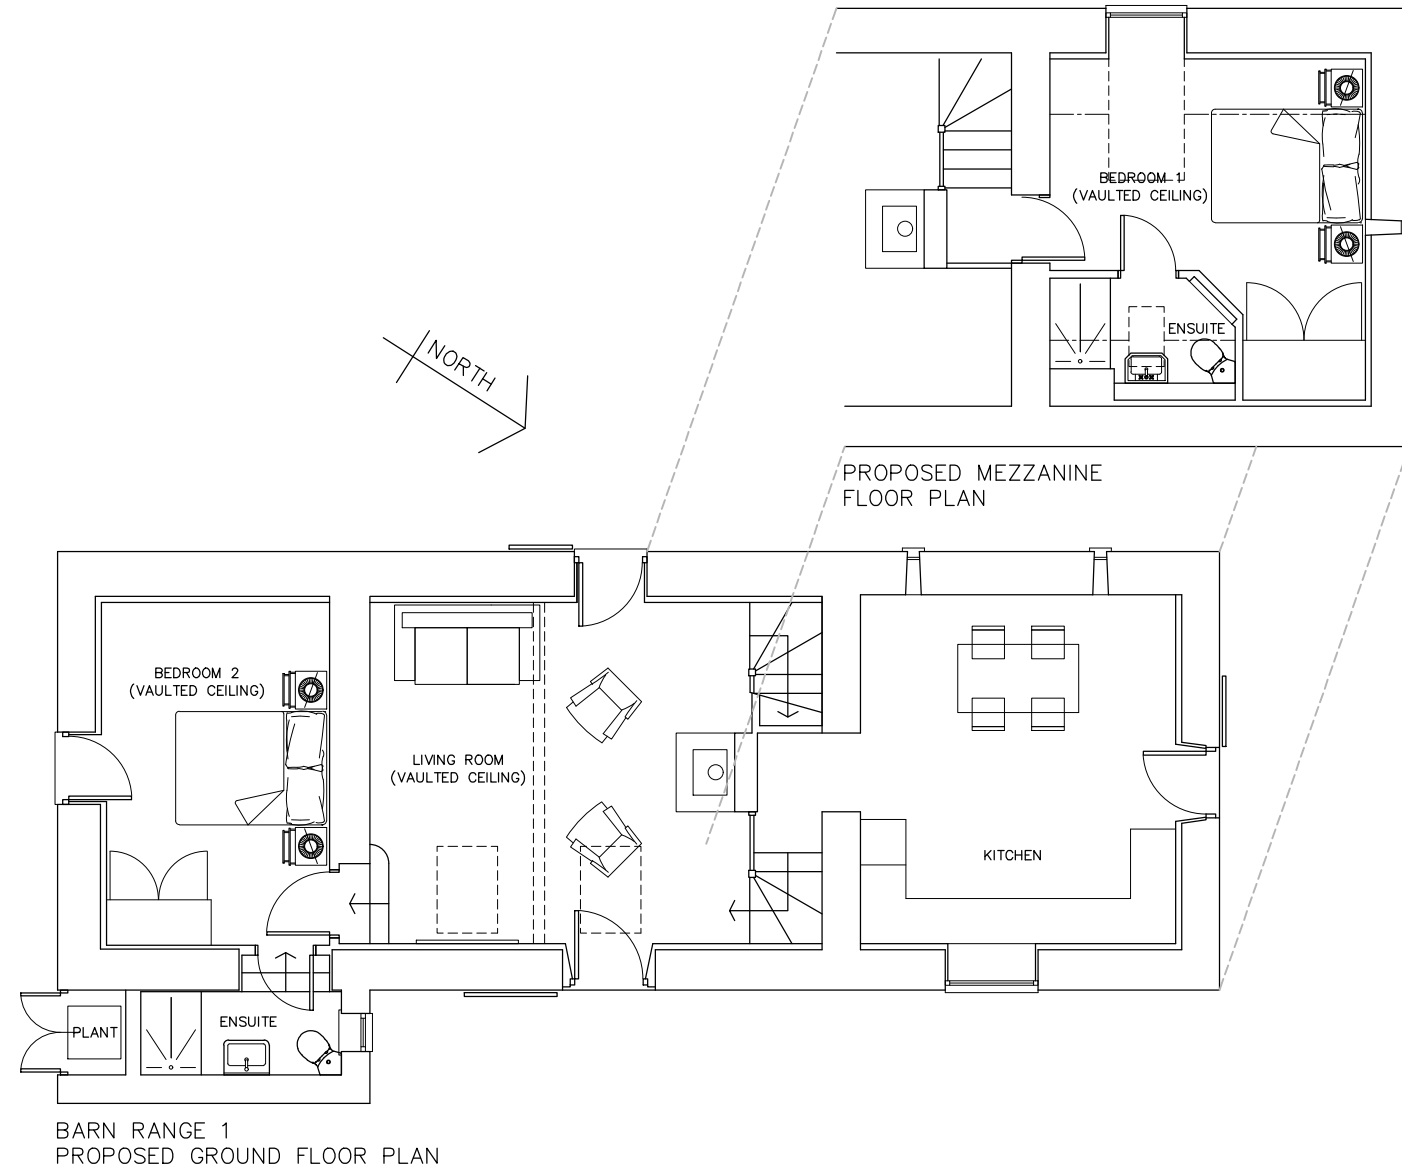 BEDROOM 1
(VAULTED CEILING)
ENSUITE
NORTH
PROPOSED MEZZANINE
FLOOR PLAN
BEDROOM 2
(VAULTED CEILING)
LIVING ROOM
(VAULTED CEILING)
KITCHEN
ENSUITE
PLANT
BARN RANGE 1
PROPOSED GROUND FLOOR PLAN